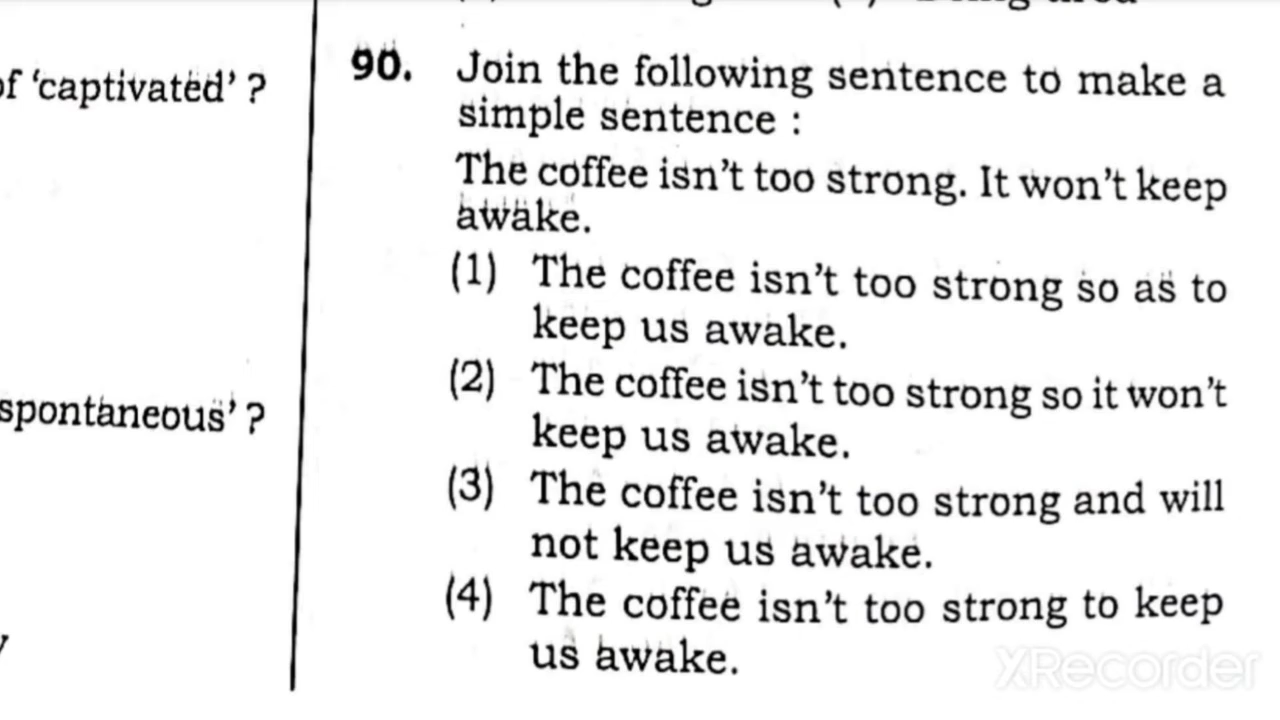 of 'captivated' ?
spontaneous' ?
90. Join the following sentence to make a
simple sentence :
The coffee isn't too strong. It won't keep
awake.
(1) The coffee isn't too strong so as to
keep us awake.
(2) The coffee isn't too strong so it won't
keep us awake.
(3) The coffee isn't too strong and will
not keep us awake.
(4) The coffee isn't too strong to keep
us awake.
XRecorder